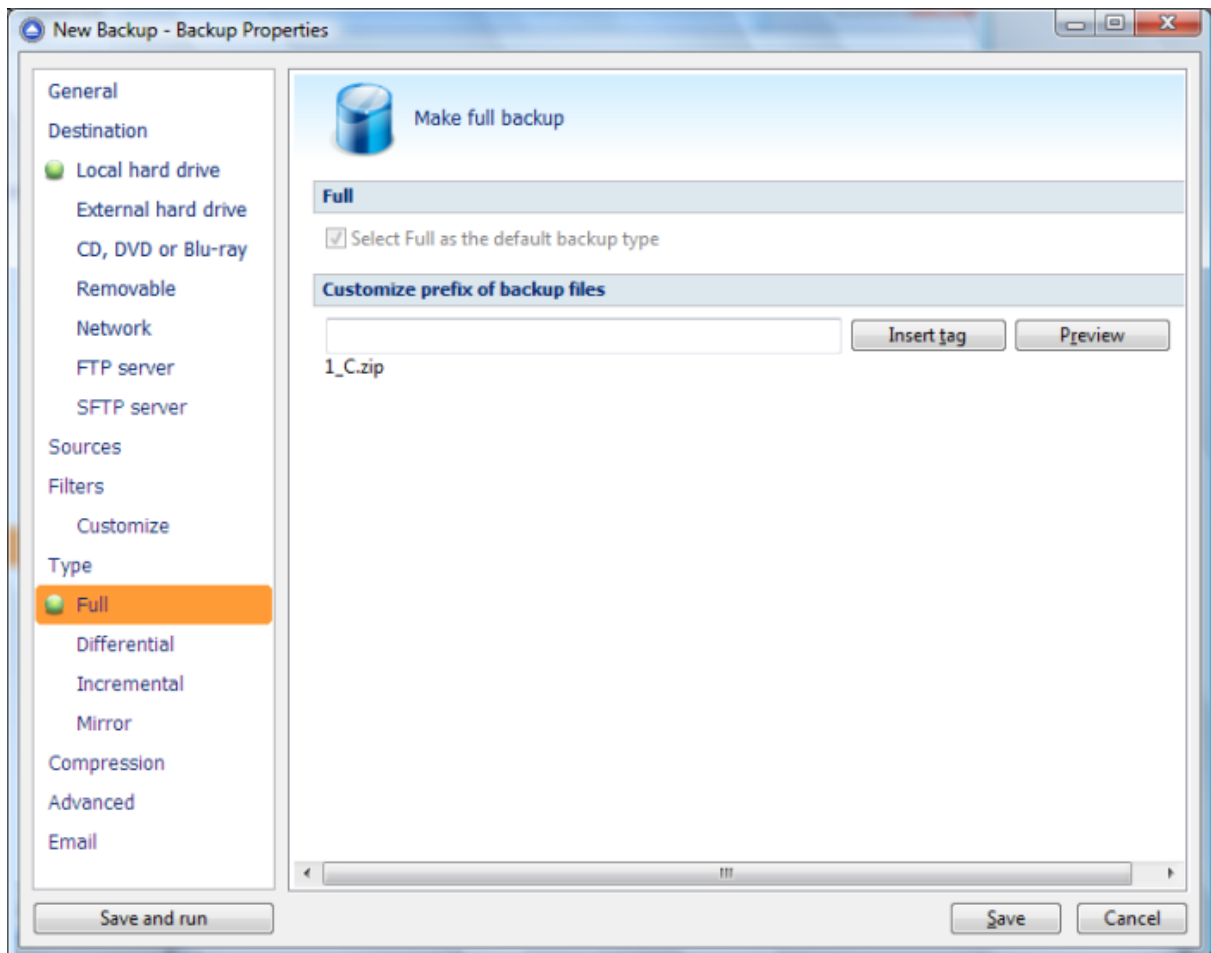 New Backup - Backup Properties
General
Destination
Local hard drive
External hard drive
CD, DVD or Blu-ray
Removable
Network
FTP server
SFTP server
Sources
Filters
Customize
Type
Full
Differential
Incremental
Mirror
Compression
Advanced
Email
Make full backup
Full
Select Full as the default backup type
Customize prefix of backup files
Insert tag Preview
1_C.zip
Save and run Save Cancel